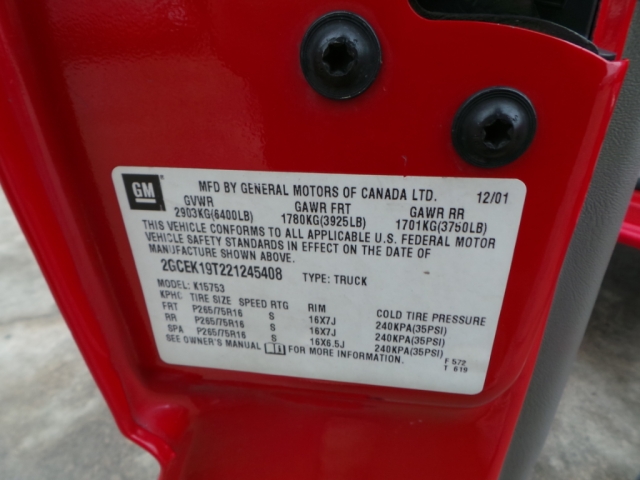 GM MFD BY GENERAL MOTORS OF CANADA LTD. 12/01
GVWR GAWR FRT GAWR RR
2903KG(6400LB) 1780KG(3925LB) 1701KG(3750LB)
THIS VEHICLE CONFORMS TO ALL APPLICABLE U.S. FEDERAL MOTOR
VEHICLE SAFETY STANDARDS IN EFFECT ON THE DATE OF
MANUFACTURE SHOWN ABOVE.
2GCEK19T221245408 TYPE: TRUCK
MODEL: K15753
KPHC TIRE SIZE SPEED RTG RIM COLD TIRE PRESSURE
FRT P265/75R16 S 16X7J 240KPA(35PSI)
RR P265/75R16 S 16X7J 240KPA(35PSI)
SPA P265/75R16 S 16X6.5J 240KPA(35PSI)
SEE OWNER'S MANUAL FOR MORE INFORMATION.
F 572
T 619